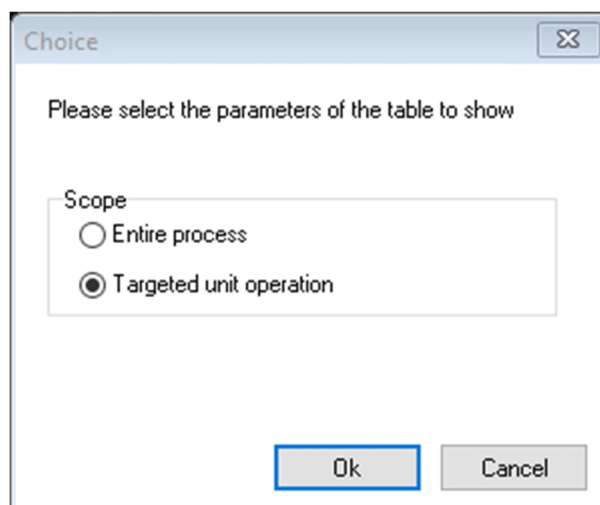 Choice
Please select the parameters of the table to show
Scope
Entire process
Targeted unit operation
Ok
Cancel